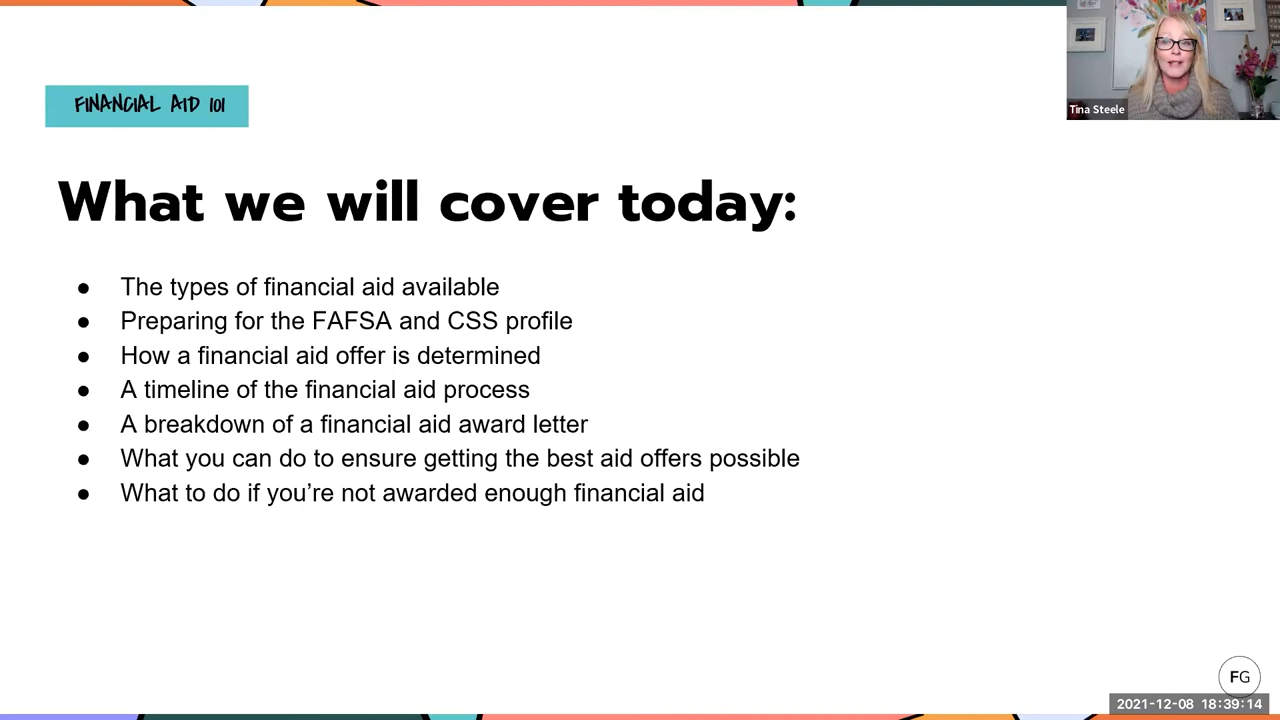 FINANCIAL AID 101
Tina Steele
What we will cover today:
● The types of financial aid available
● Preparing for the FAFSA and CSS profile
● How a financial aid offer is determined
● A timeline of the financial aid process
● A breakdown of a financial aid award letter
● What you can do to ensure getting the best aid offers possible
● What to do if you’re not awarded enough financial aid
FG
2021-12-08 18:39:14